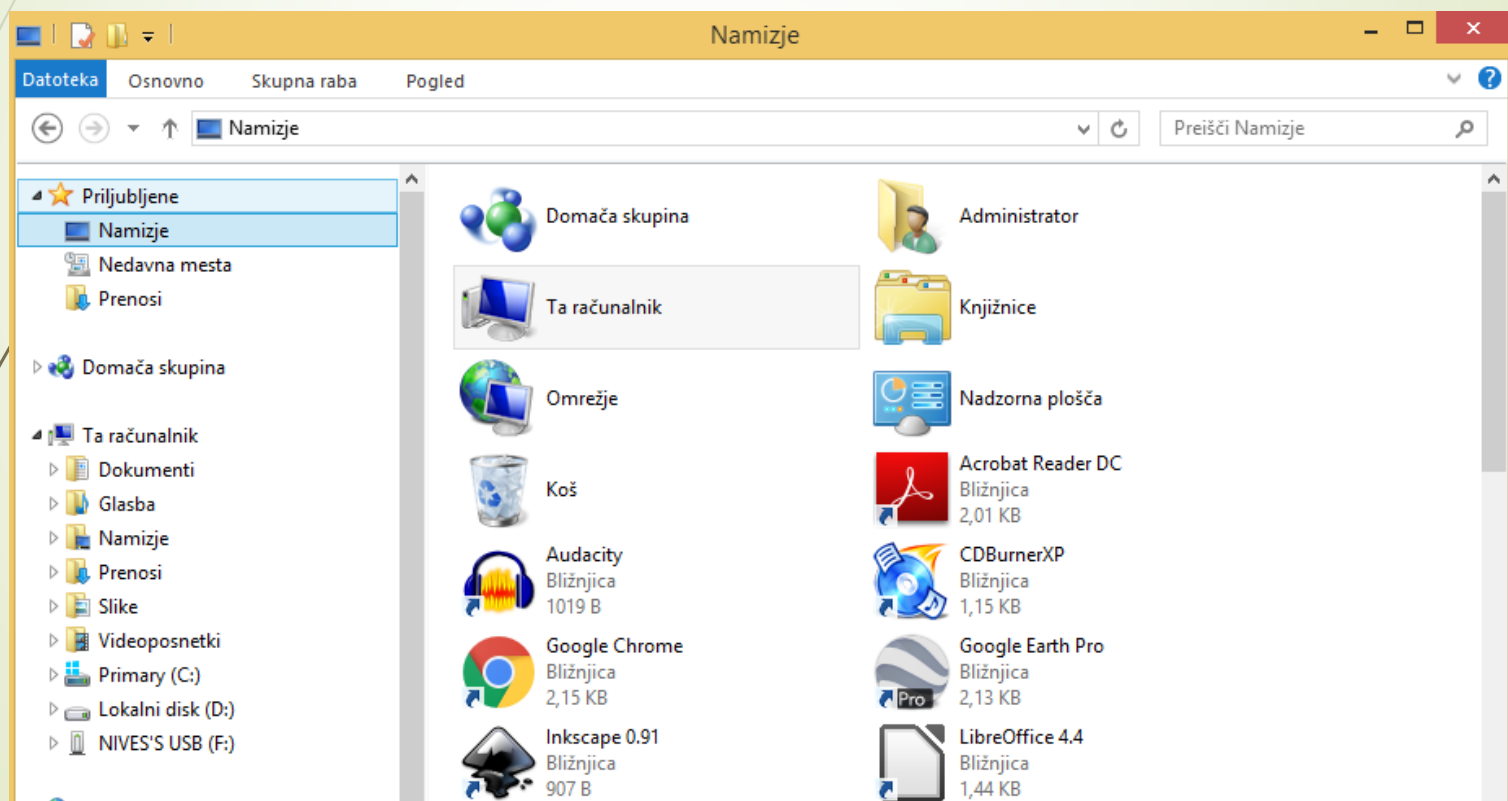 Namizje
Datoteka Osnovno Skupna raba Pogled
Namizje
Preišči Namizje
Priljubljene
Namizje
Nedavna mesta
Prenosi
Domača skupina
Ta računalnik
Dokumenti
Glasba
Namizje
Prenosi
Slike
Videoposnetki
Primary (C:)
Lokalni disk (D:)
NIVES'S USB (F:)
Domača skupina
Administrator
Ta računalnik
Knjižnice
Omrežje
Nadzorna plošča
Koš
Acrobat Reader DC
Bližnjica
2,01 KB
Audacity
Bližnjica
1019 B
CDBurnerXP
Bližnjica
1,15 KB
Google Chrome
Bližnjica
2,15 KB
Google Earth Pro
Bližnjica
2,13 KB
Pro
Inkscape 0.91
Bližnjica
907 B
LibreOffice 4.4
Bližnjica
1,44 KB